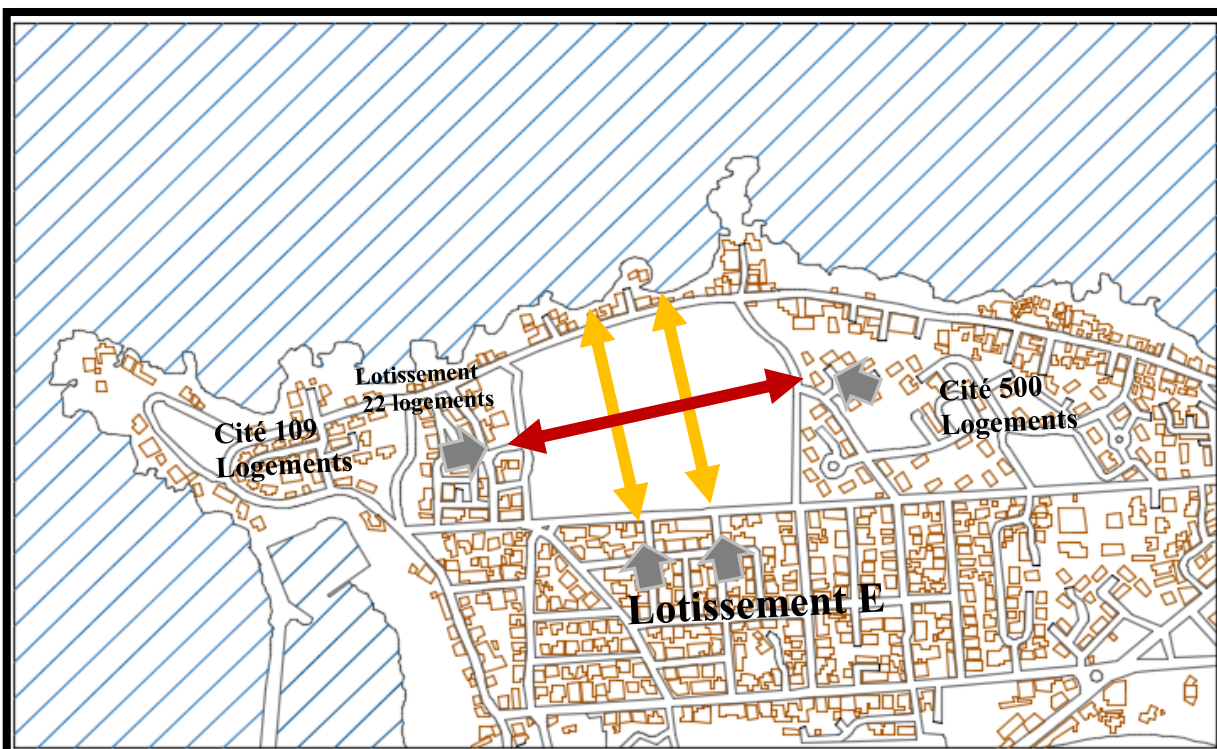 Lotissement
22 logements
Cité 109
Logements
Cité 500
Logements
Lotissement E